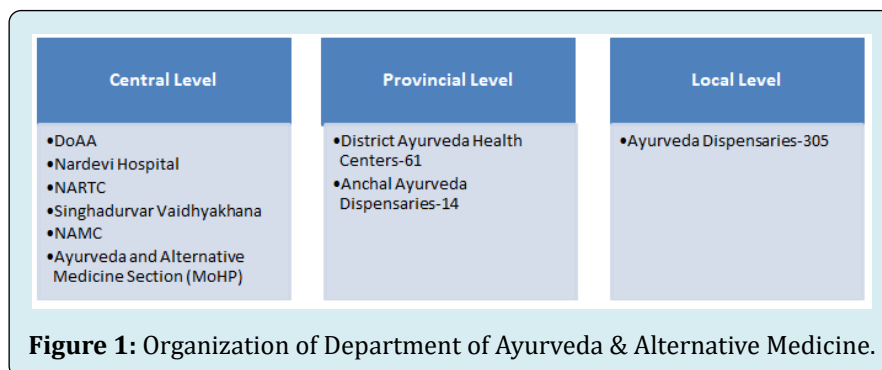 Central Level
•DoAA
•Nardevi Hospital
•NARTC
•Singhadurvar Vaidhyakhana
•NAMC
•Ayurveda and Alternative
Medicine Section (MoHP)
Provincial Level
•District Ayurveda Health
Centers-61
•Anchal Ayurveda
Dispensaries-14
Local Level
•Ayurveda Dispensaries-305
Figure 1: Organization of Department of Ayurveda & Alternative Medicine.